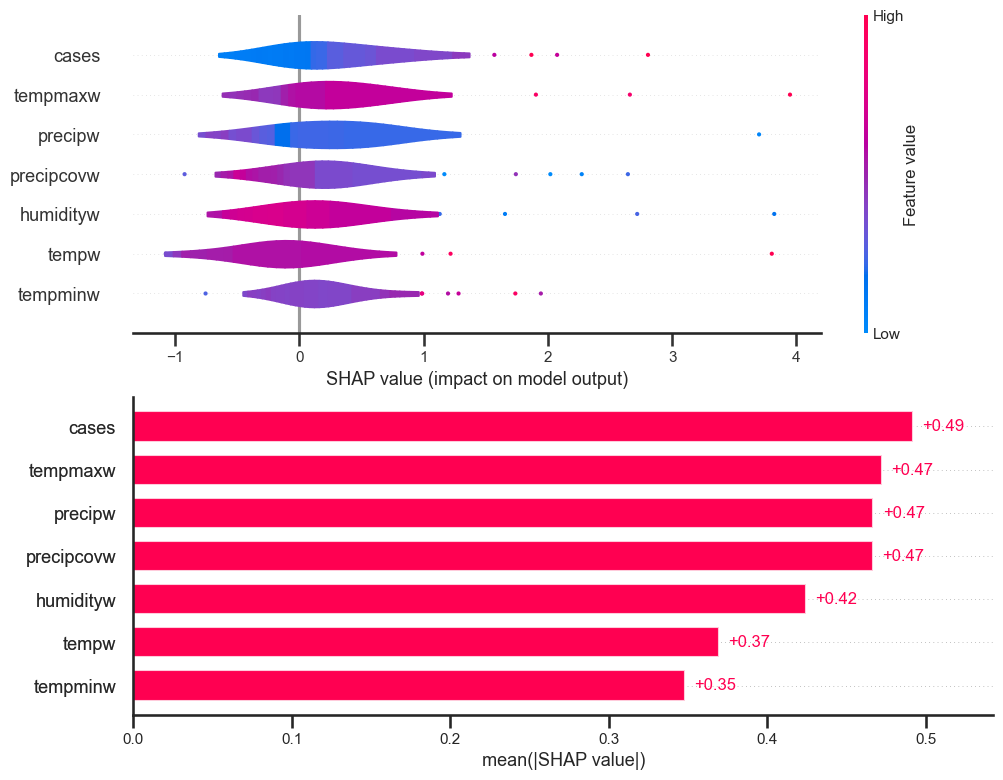 High
cases
tempmaxw
precipw
precipcovw
humidityw
tempw
tempminw
Feature value
Low
−1 0 1 2 3 4
SHAP value (impact on model output)
cases +0.49
tempmaxw +0.47
precipw +0.47
precipcovw +0.47
humidityw +0.42
tempw +0.37
tempminw +0.35
0.0 0.1 0.2 0.3 0.4 0.5
mean(|SHAP value|)